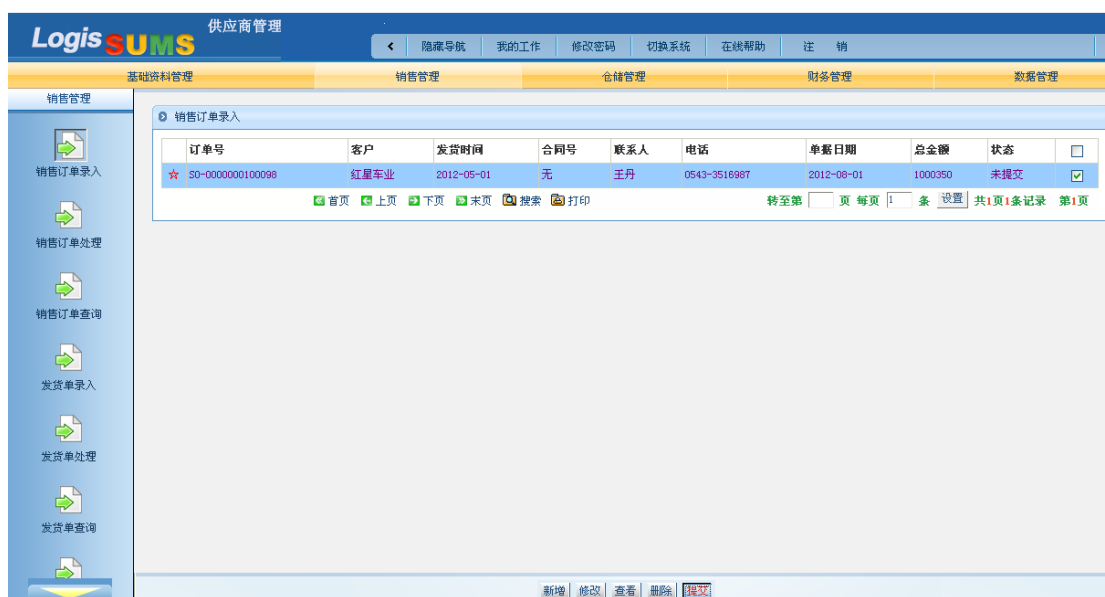 供应商管理
Logis SUMS
隐藏导航 我的工作 修改密码 切换系统 在线帮助 注 销
基础资料管理 销售管理 仓储管理 财务管理 数据管理
销售管理
销售订单录入
订单号 客户 发货时间 合同号 联系人 电话 单据日期 总金额 状态
SO-0000000100098 红星车业 2012-05-01 无 王丹 0543-3516987 2012-08-01 1000350 未提交
首页 上页 下页 末页 搜索 打印 转至第 页 每页 1 条 设置 共1页1条记录 第1页
销售订单录入
销售订单处理
销售订单查询
发货单录入
发货单处理
发货单查询
新增 修改 查看 删除 提交